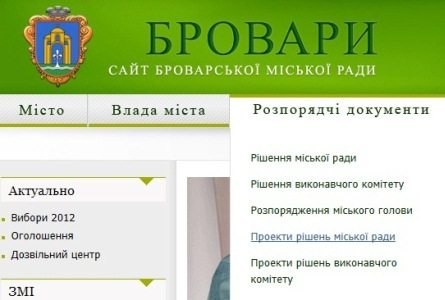 БРОВАРИ
САЙТ БРОВАРСЬКОЇ МІСЬКОЇ РАДИ
Місто
Влада міста
Розпорядчі документи
Рішення міської ради
Рішення виконавчого комітету
Розпорядження міського голови
Проекти рішень міської ради
Проекти рішень виконавчого
комітету
Актуально
Вибори 2012
Оголошення
Дозвільний центр
ЗМІ